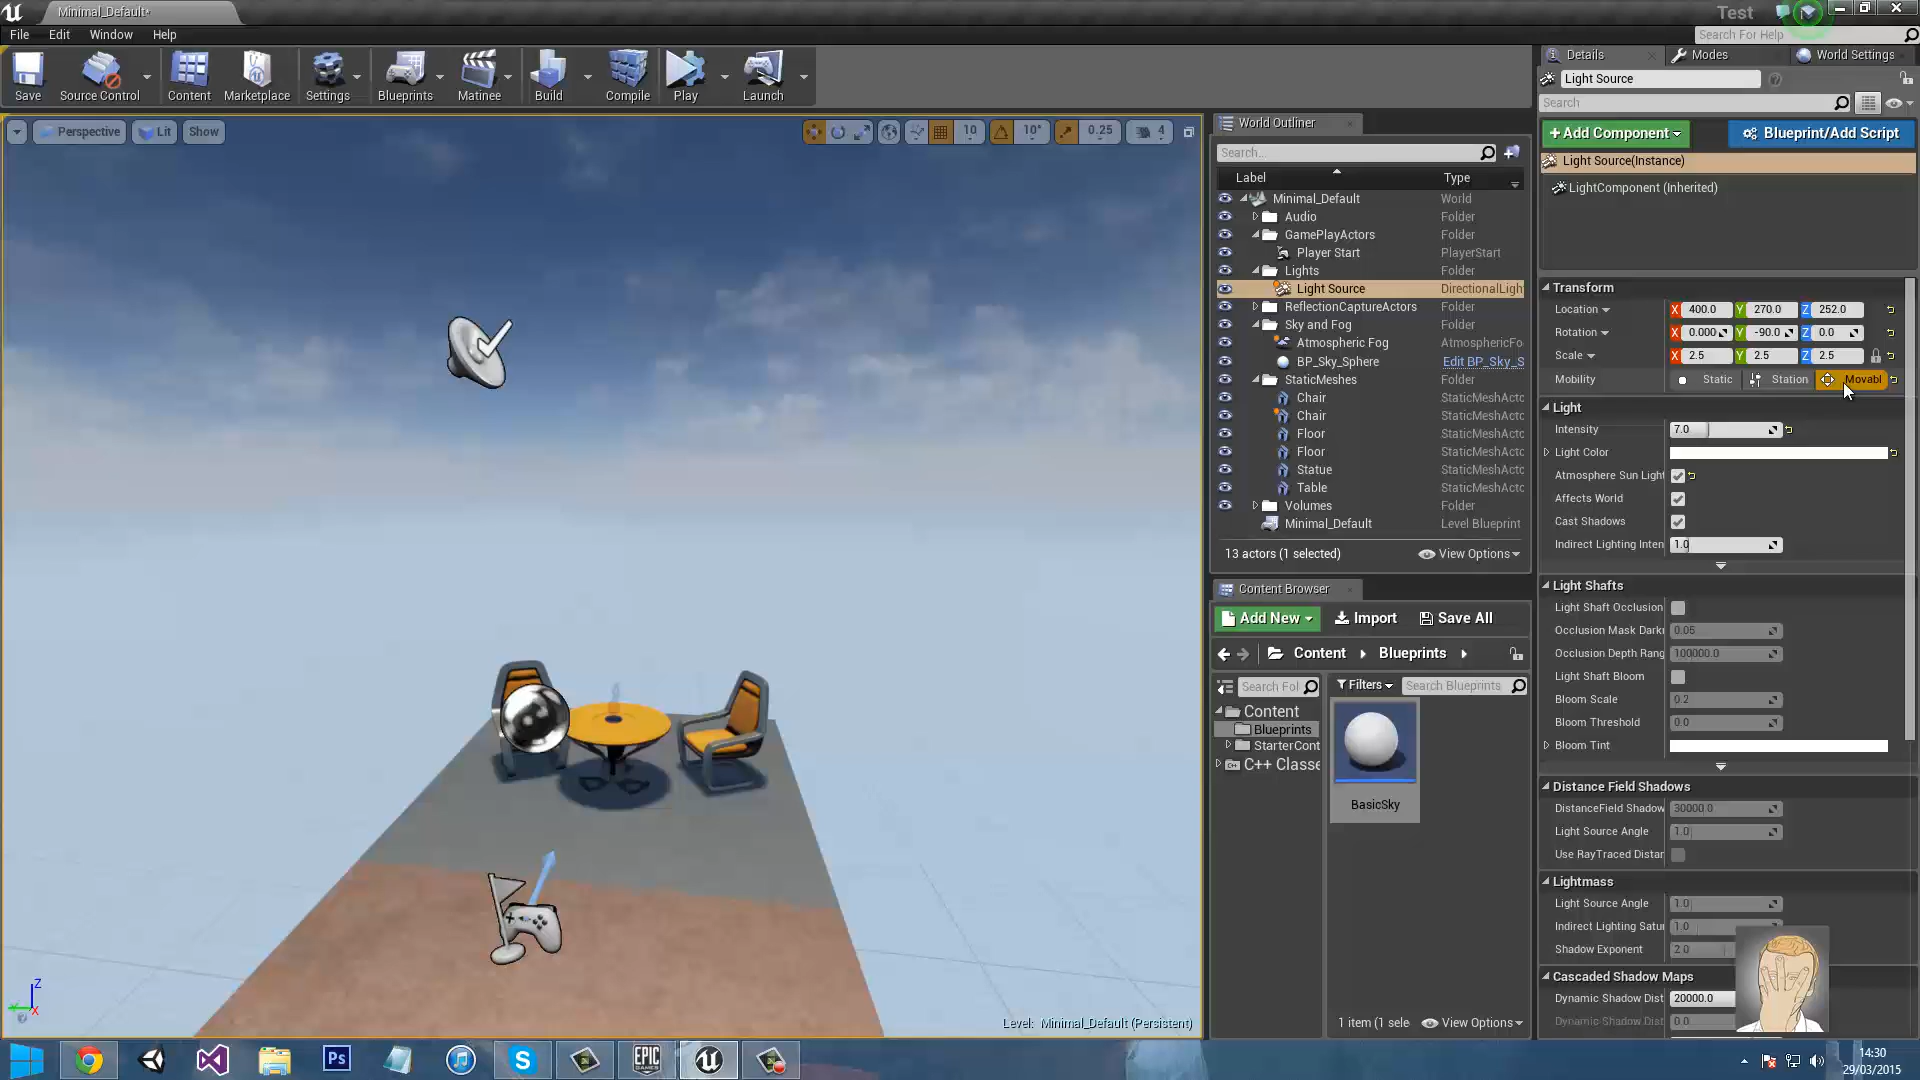 Minimal_Default*
Test
File Edit Window Help
Search For Help
Save
Source Control
Content
Marketplace
Settings
Blueprints
Matinee
Build
Compile
Play
Launch
Perspective
Lit
Show
10
10°
0.25
4
Level: Minimal_Default (Persistent)
World Outliner
Search...
Label Type
Minimal_Default World
Audio Folder
GamePlayActors Folder
Player Start PlayerStart
Lights Folder
Light Source DirectionalLigh
ReflectionCaptureActors Folder
Sky and Fog Folder
Atmospheric Fog AtmosphericFo
BP_Sky_Sphere Edit BP_Sky_S
StaticMeshes Folder
Chair StaticMeshActo
Chair StaticMeshActo
Floor StaticMeshActo
Floor StaticMeshActo
Statue StaticMeshActo
Table StaticMeshActo
Volumes Folder
Minimal_Default Level Blueprint
13 actors (1 selected) View Options
Content Browser
Add New Import Save All
Content Blueprints
Search Fol
Filters Search Blueprints
Content
Blueprints
StarterCont
C++ Classe
BasicSky
1 item (1 sele View Options
Details Modes World Settings
Light Source
Search
+Add Component Blueprint/Add Script
Light Source(Instance)
LightComponent (Inherited)
Transform
Location X 400.0 Y 270.0 Z 252.0
Rotation X 0.000 Y -90.0 Z 0.0
Scale X 2.5 Y 2.5 Z 2.5
Mobility Static Station Movabl
Light
Intensity 7.0
Light Color
Atmosphere Sun Light
Affects World
Cast Shadows
Indirect Lighting Inten 1.0
Light Shafts
Light Shaft Occlusion
Occlusion Mask Darkn 0.05
Occlusion Depth Rang 100000.0
Light Shaft Bloom
Bloom Scale 0.2
Bloom Threshold 0.0
Bloom Tint
Distance Field Shadows
DistanceField Shadow 30000.0
Light Source Angle 1.0
Use RayTraced Distan
Lightmass
Light Source Angle 1.0
Indirect Lighting Satur 1.0
Shadow Exponent 2.0
Cascaded Shadow Maps
Dynamic Shadow Dist 20000.0
Dynamic Shadow Dist 0.0
Z
X
Ps
S
EPIC
GAMES
14:30
29/03/2015